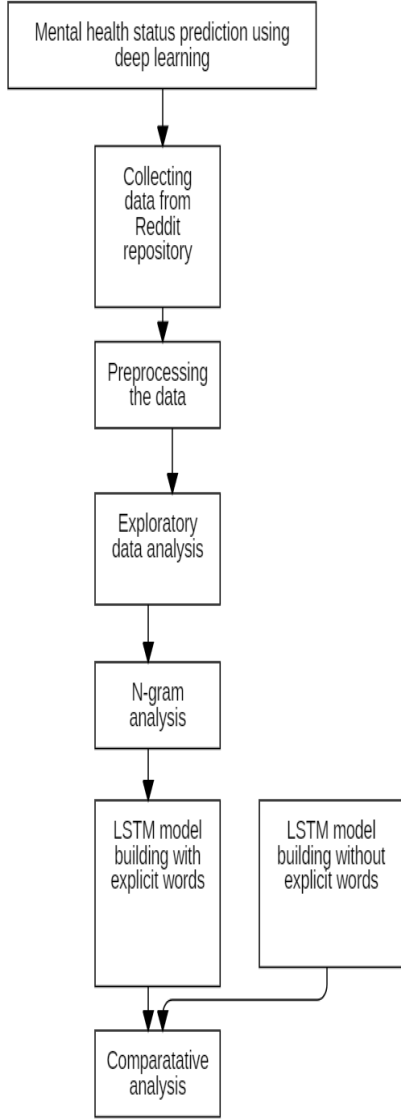 Mental health status prediction using
deep learning
Collecting
data from
Reddit
repository
Preprocessing
the data
Exploratory
data analysis
N-gram
analysis
LSTM model
building with
explicit words
LSTM model
building without
explicit words
Comparatative
analysis